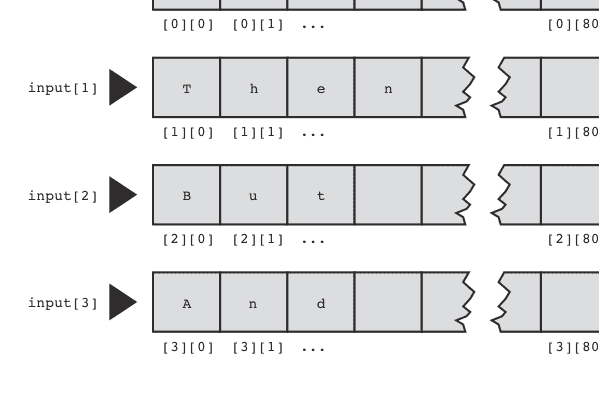 [0][0] [0][1] ... [0][80
input[1] T h e n
[1][0] [1][1] ... [1][80
input[2] B u t
[2][0] [2][1] ... [2][80
input[3] A n d
[3][0] [3][1] ... [3][80